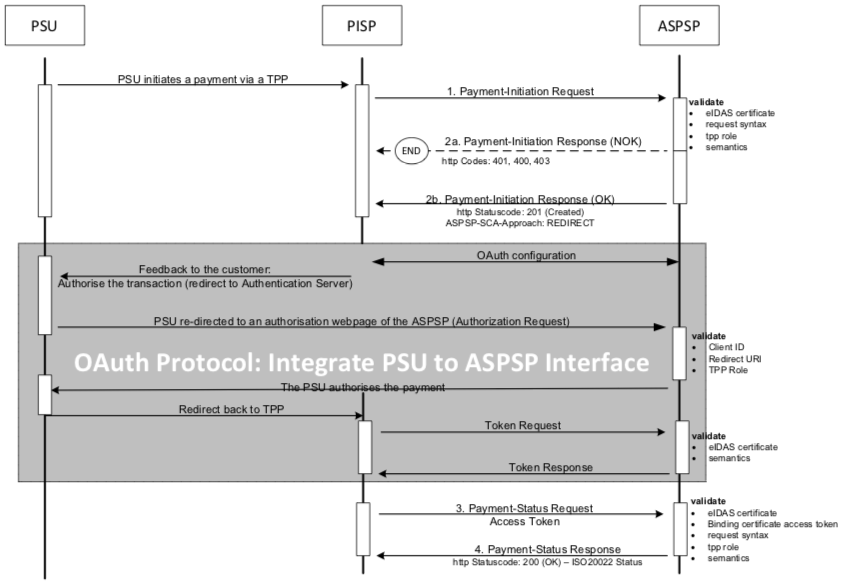 PSU
PISP
ASPSP
PSU initiates a payment via a TPP
1. Payment-Initiation Request
validate
• eIDAS certificate
• request syntax
• tpp role
• semantics
END
2a. Payment-Initiation Response (NOK)
http Codes: 401, 400, 403
2b. Payment-Initiation Response (OK)
http Statuscode: 201 (Created)
ASPSP-SCA-Approach: REDIRECT
OAuth configuration
Feedback to the customer:
Authorise the transaction (redirect to Authentication Server)
PSU re-directed to an authorisation webpage of the ASPSP (Authorization Request)
validate
• Client ID
• Redirect URI
• TPP Role
OAuth Protocol: Integrate PSU to ASPSP Interface
The PSU authorises the payment
Redirect back to TPP
Token Request
validate
• eIDAS certificate
• semantics
Token Response
3. Payment-Status Request
Access Token
validate
• eIDAS certificate
• Binding certificate access token
• request syntax
• tpp role
• semantics
4. Payment-Status Response
http Statuscode: 200 (OK) – ISO20022 Status